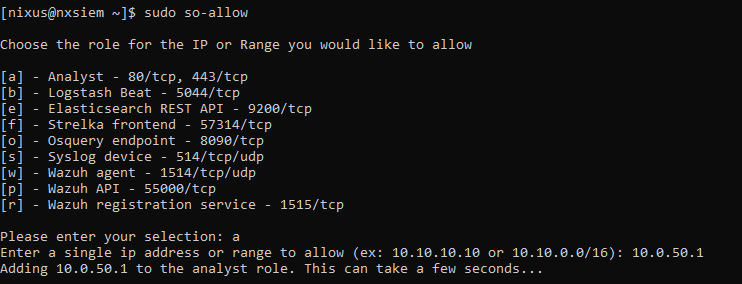 [nixus@nxsiem ~]$ sudo so-allow
Choose the role for the IP or Range you would like to allow
[a] - Analyst - 80/tcp, 443/tcp
[b] - Logstash Beat - 5044/tcp
[e] - Elasticsearch REST API - 9200/tcp
[f] - Strelka frontend - 57314/tcp
[o] - Osquery endpoint - 8090/tcp
[s] - Syslog device - 514/tcp/udp
[w] - Wazuh agent - 1514/tcp/udp
[p] - Wazuh API - 55000/tcp
[r] - Wazuh registration service - 1515/tcp
Please enter your selection: a
Enter a single ip address or range to allow (ex: 10.10.10.10 or 10.10.0.0/16): 10.0.50.1
Adding 10.0.50.1 to the analyst role. This can take a few seconds...